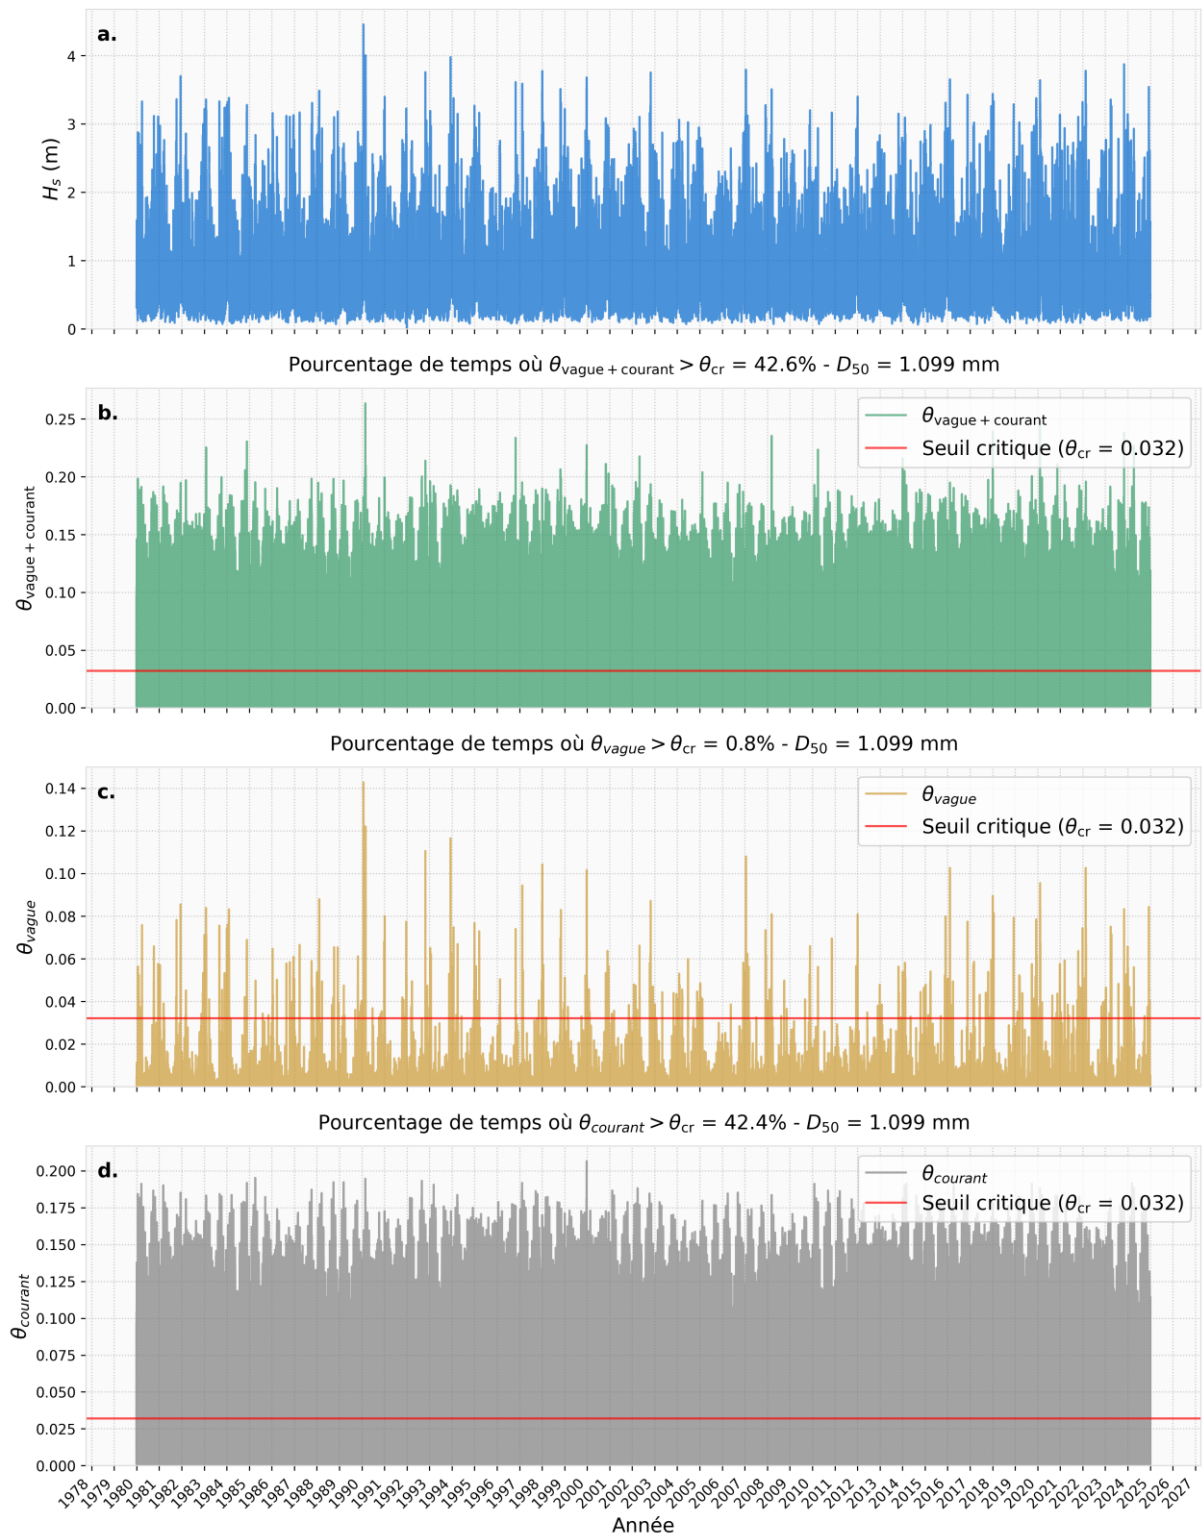 a.
4
3
2
1
0
H_s (m)
Pourcentage de temps où θ_vague + courant > θ_cr = 42.6% - D_50 = 1.099 mm
b.
0.25
0.20
0.15
0.10
0.05
0.00
θ_vague + courant
θ_vague + courant
Seuil critique (θ_cr = 0.032)
Pourcentage de temps où θ_vague > θ_cr = 0.8% - D_50 = 1.099 mm
c.
0.14
0.12
0.10
0.08
0.06
0.04
0.02
0.00
θ_vague
θ_vague
Seuil critique (θ_cr = 0.032)
Pourcentage de temps où θ_courant > θ_cr = 42.4% - D_50 = 1.099 mm
d.
0.200
0.175
0.150
0.125
0.100
0.075
0.050
0.025
0.000
θ_courant
θ_courant
Seuil critique (θ_cr = 0.032)
1978 1979 1980 1981 1982 1983 1984 1985 1986 1987 1988 1989 1990 1991 1992 1993 1994 1995 1996 1997 1998 1999 2000 2001 2002 2003 2004 2005 2006 2007 2008 2009 2010 2011 2012 2013 2014 2015 2016 2017 2018 2019 2020 2021 2022 2023 2024 2025 2026 2027
Année